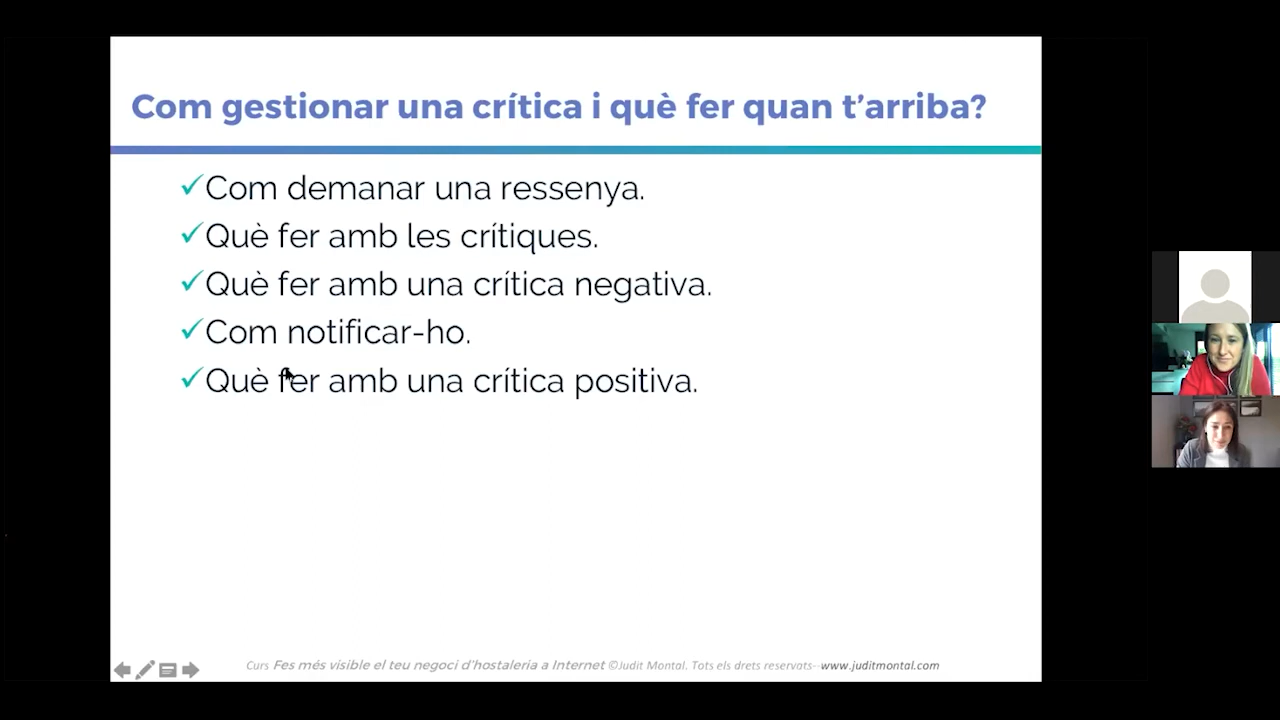 Com gestionar una crítica i què fer quan t’arriba?
✓Com demanar una ressenya.
✓Què fer amb les crítiques.
✓Què fer amb una crítica negativa.
✓Com notificar-ho.
✓Què fer amb una crítica positiva.
Curs Fes més visible el teu negoci d’hostaleria a Internet ©Judit Montal. Tots els drets reservats- www.juditmontal.com